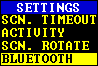 SETTINGS
SCN. TIMEOUT
ACTIVITY
SCN. ROTATE
BLUETOOTH